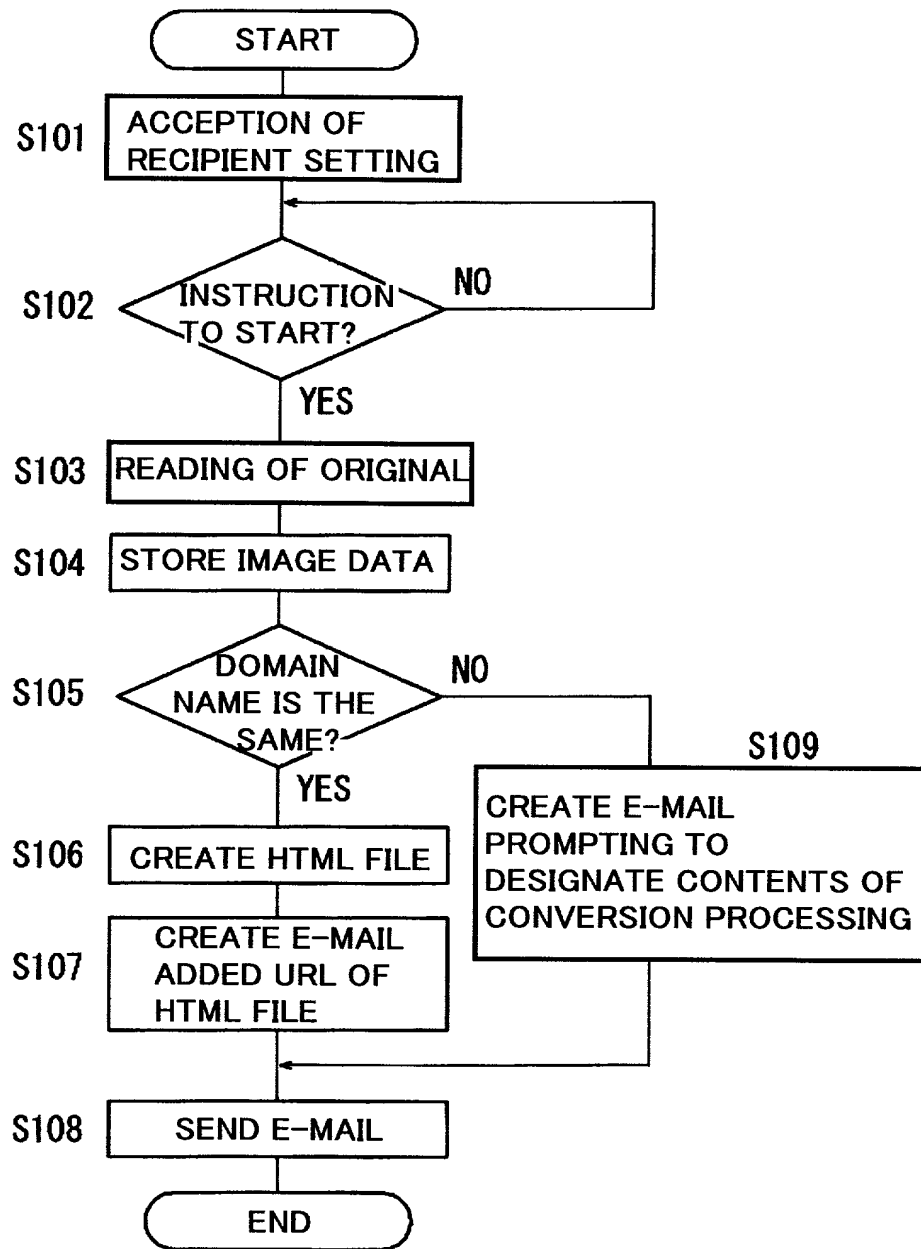 START
S101
ACCEPTION OF
RECIPIENT SETTING
S102
INSTRUCTION
TO START?
NO
YES
S103
READING OF ORIGINAL
S104
STORE IMAGE DATA
S105
DOMAIN
NAME IS THE
SAME?
NO
YES
S109
CREATE E-MAIL
PROMPTING TO
DESIGNATE CONTENTS OF
CONVERSION PROCESSING
S106
CREATE HTML FILE
S107
CREATE E-MAIL
ADDED URL OF
HTML FILE
S108
SEND E-MAIL
END